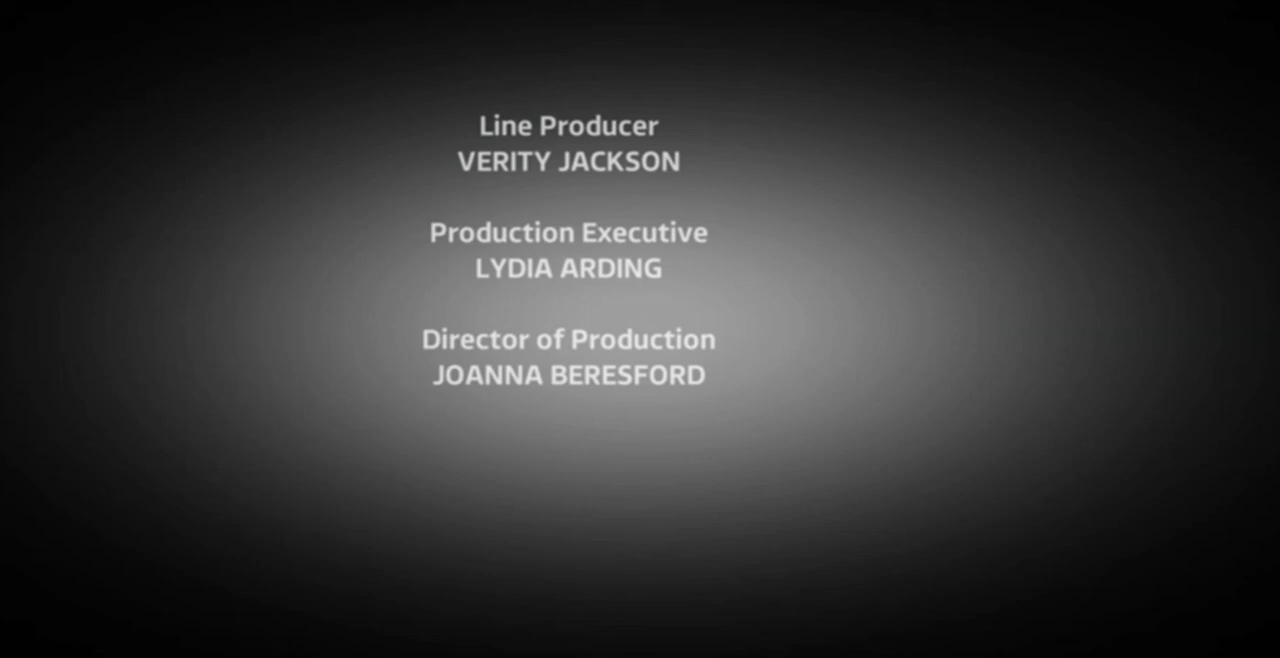 Line Producer
VERITY JACKSON
Production Executive
LYDIA ARDING
Director of Production
JOANNA BERESFORD